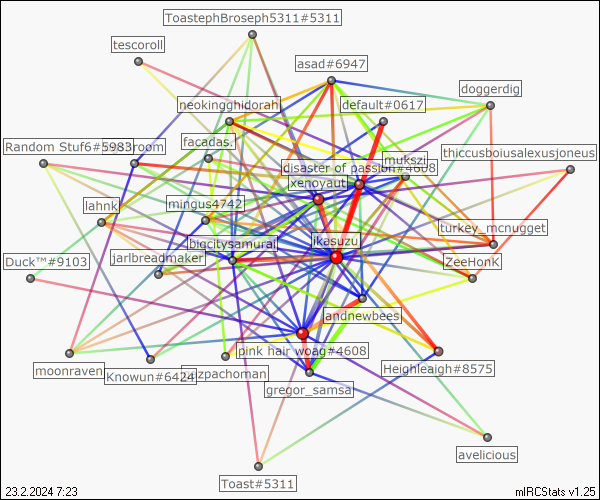 ToastephBroseph5311#5311
tescoroll
asad#6947
doggerdig
neokingghidorah
default#0617
facadas.
Random Stuf6#5983
room
mukszi
thiccusboiusalexusjoneus
disaster of passion#4608
xenoyaut
lahnk
mingus4742
turkey_mcnugget
bigcitysamurai
ikasuzu
Duck™#9103
jarlbreadmaker
ZeeHonK
andnewbees
pink hair woag#4608
moonraven
Knowun#6424
zpachoman
Heighleaigh#8575
gregor_samsa
avelicious
Toast#5311
23.2.2024 7:23
mIRCStats v1.25